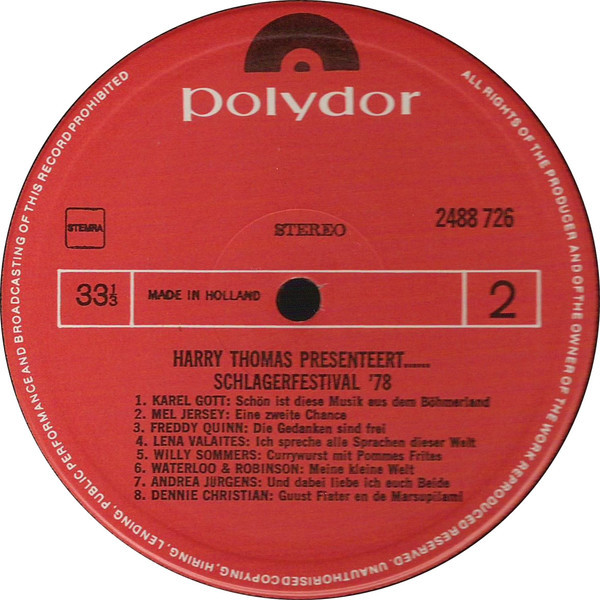 polydor
STEMRA
STEREO
2488 726
33 1/3
MADE IN HOLLAND
2
HARRY THOMAS PRESENTEERT......
SCHLAGERFESTIVAL '78
1. KAREL GOTT: Schön ist diese Musik aus dem Böhmerland
2. MEL JERSEY: Eine zweite Chance
3. FREDDY QUINN: Die Gedanken sind frei
4. LENA VALAITES: Ich spreche alle Sprachen dieser Welt
5. WILLY SOMMERS: Currywurst mit Pommes Frites
6. WATERLOO & ROBINSON: Meine kleine Welt
7. ANDREA JURGENS: Und dabei liebe ich euch Beide
8. DENNIE CHRISTIAN: Guust Flater en de Marsupilami
ALL RIGHTS OF THE PRODUCER AND OF THE OWNER OF THE WORK REPRODUCED RESERVED. UNAUTHORISED COPYING, HIRING, LENDING, PUBLIC PERFORMANCE AND BROADCASTING OF THIS RECORD PROHIBITED